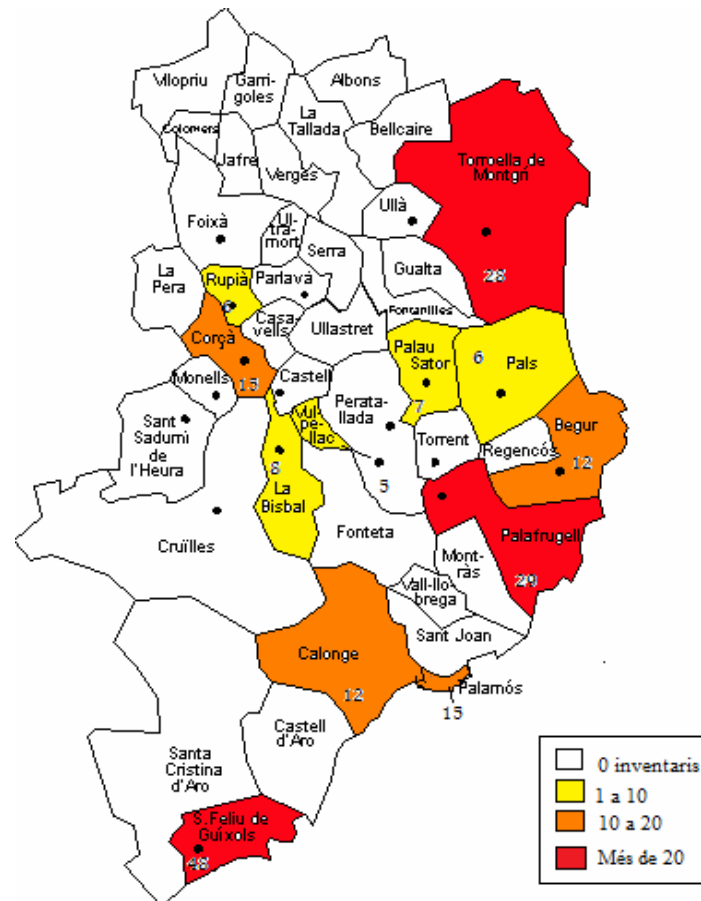 Vilopriu
Garri-
goles
Albons
La
Tallada
Bellcaire
Colomers
Jafre
Verges
Torroella de
Montgrí
28
Ullà
Foixà
Ul-
tra-
mort
Serra
Gualta
La
Pera
Rupià
6
Parlavà
Fontanilles
Casa-
vells
Ullastret
Corçà
Palau
Sator
7
6
Pals
Monells
Castell
Vul-
pellac
Perata-
llada
5
Begur
12
Sant
Sadurní
de
l'Heura
Torrent
Regencós
8
La
Bisbal
Cruïlles
Fonteta
Palafrugell
29
Mont-
ràs
Vall-llo
brega
Sant Joan
Calonge
12
Palamós
15
Castell
d'Aro
Santa
Cristina
d'Aro
S. Feliu de
Guíxols
48
0 inventaris
1 a 10
10 a 20
Més de 20